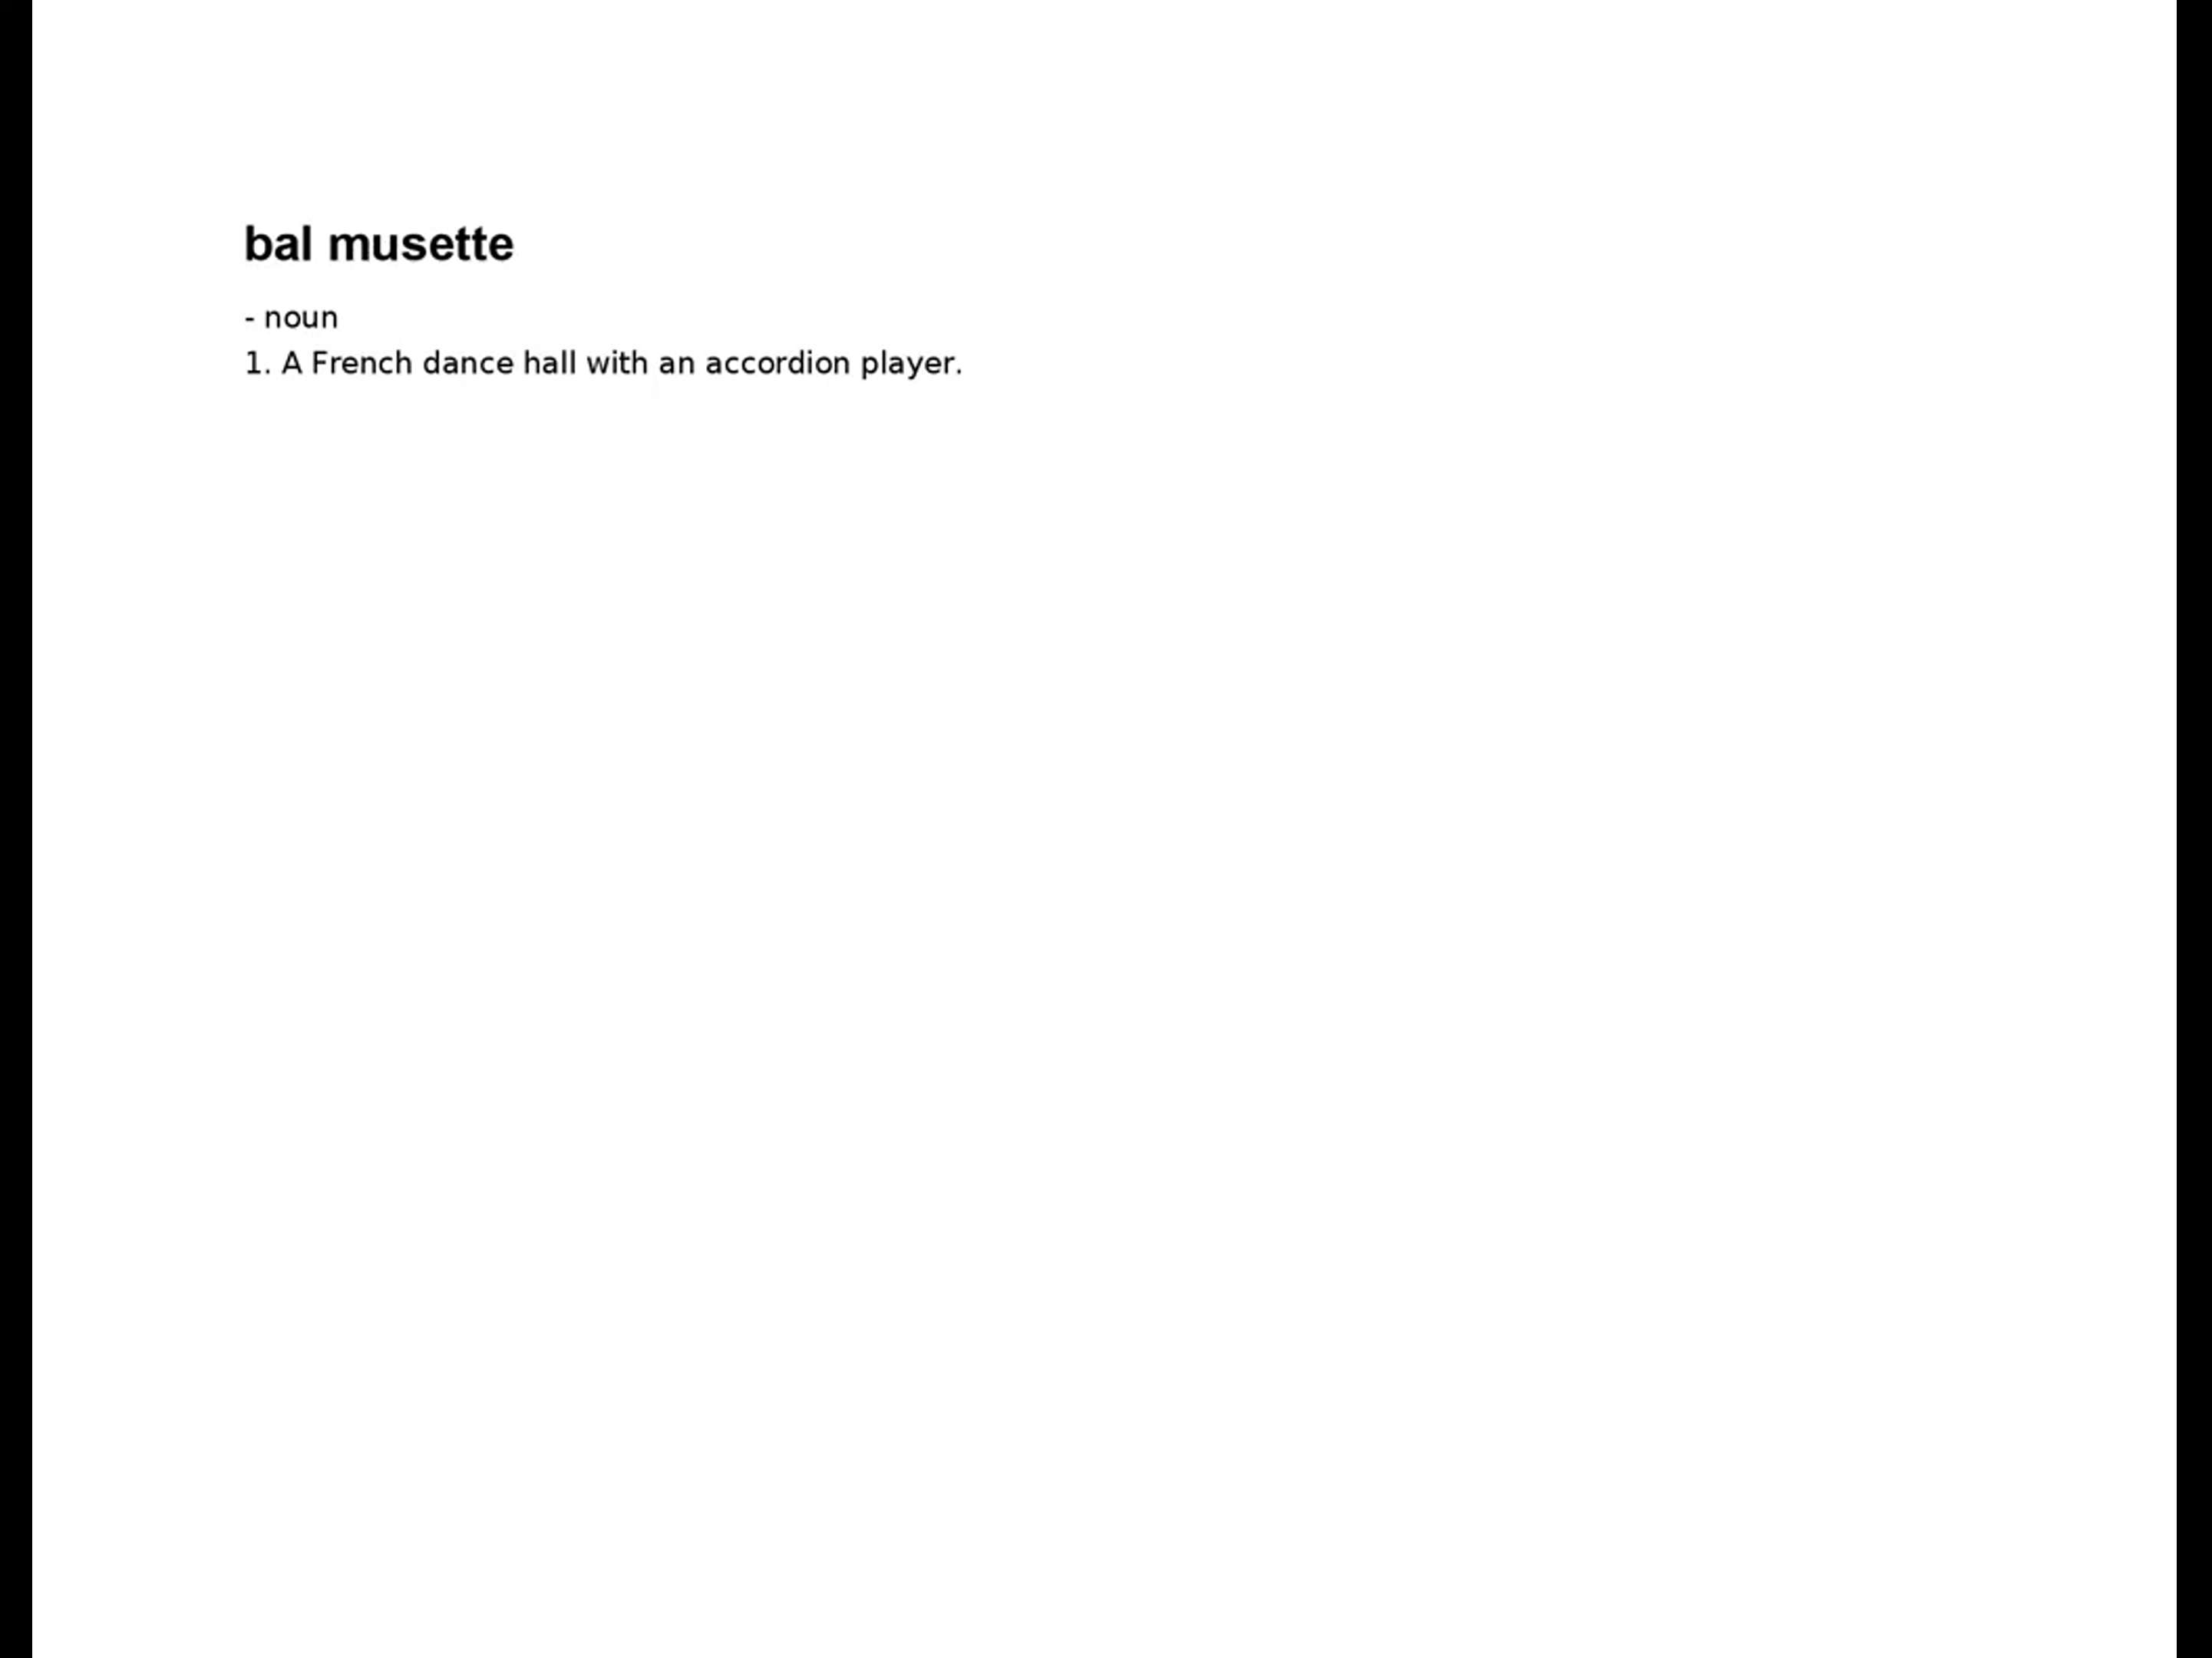 bal musette
- noun
1. A French dance hall with an accordion player.